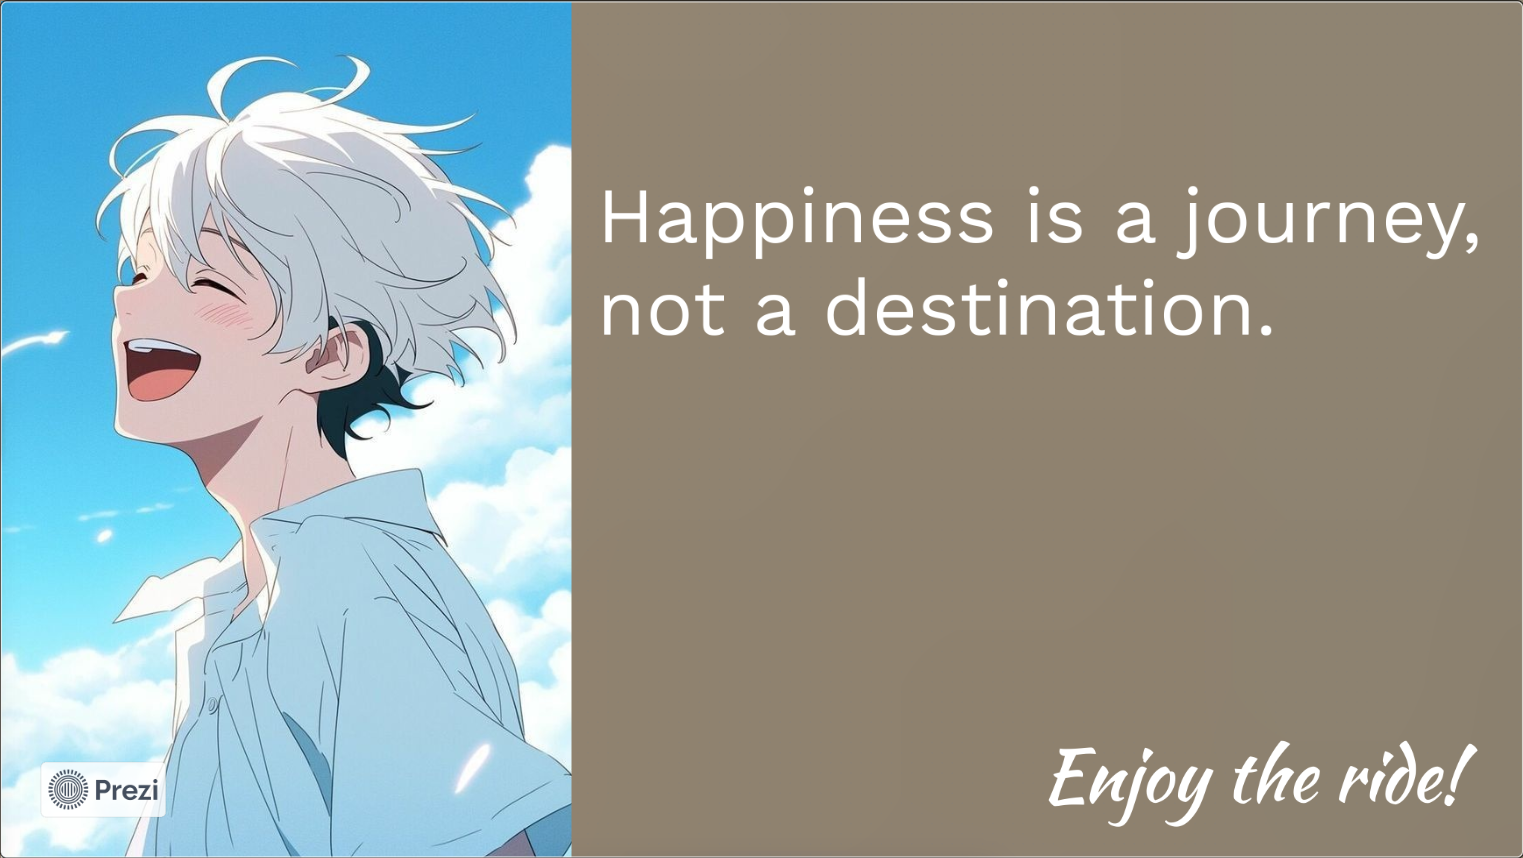 Happiness is a journey,
not a destination.
Enjoy the ride!
Prezi